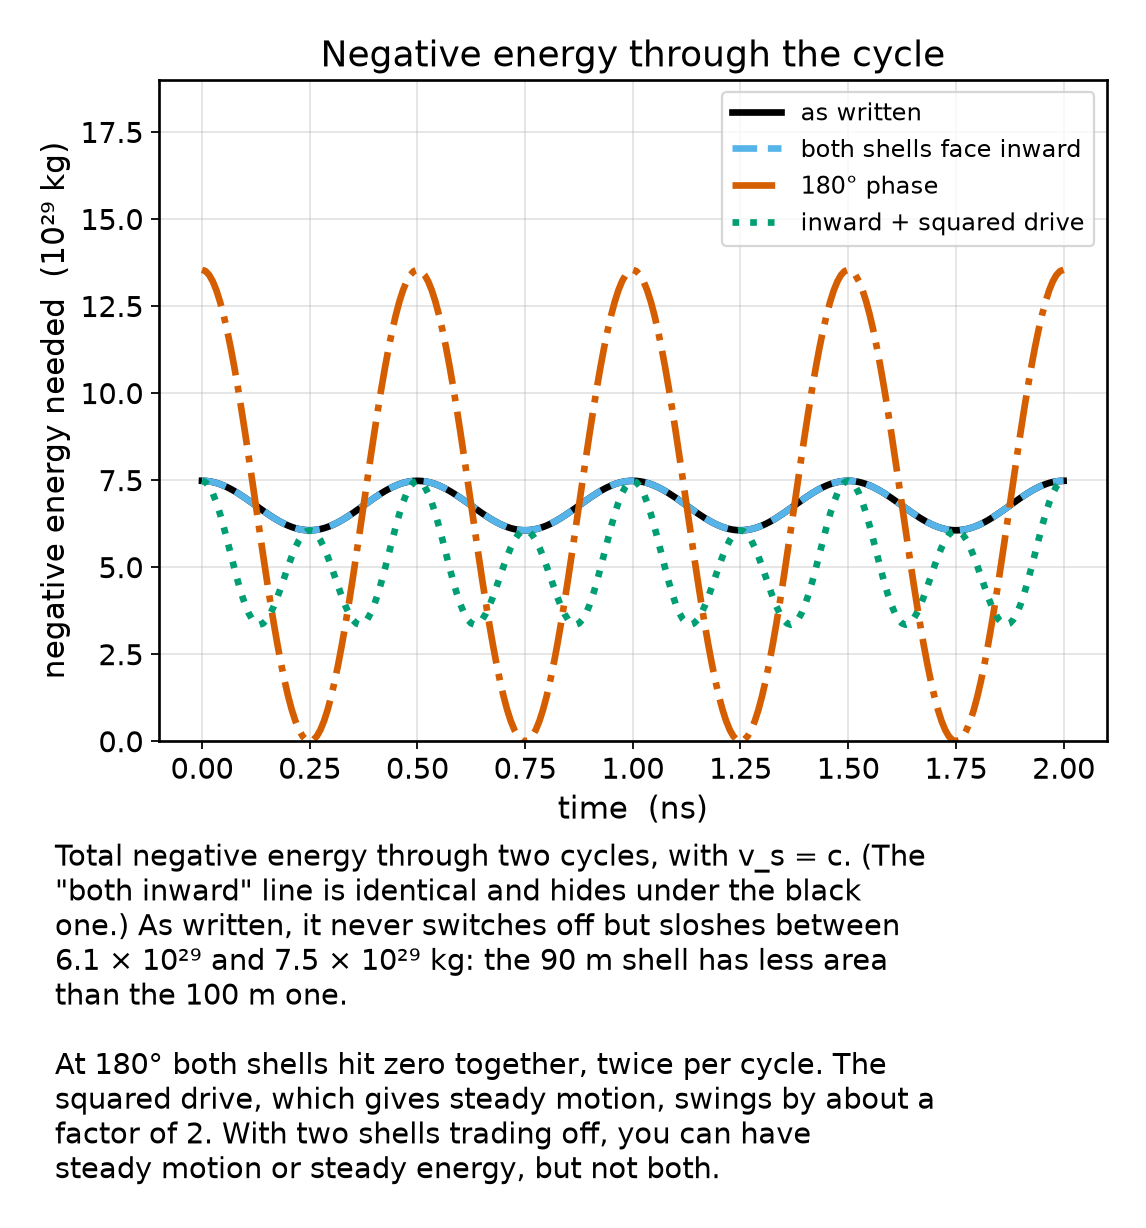 Negative energy through the cycle
negative energy needed  (10²⁹ kg)
17.5
15.0
12.5
10.0
7.5
5.0
2.5
0.0
as written
both shells face inward
180° phase
inward + squared drive
0.00 0.25 0.50 0.75 1.00 1.25 1.50 1.75 2.00
time  (ns)
Total negative energy through two cycles, with v_s = c. (The
"both inward" line is identical and hides under the black
one.) As written, it never switches off but sloshes between
6.1 × 10²⁹ and 7.5 × 10²⁹ kg: the 90 m shell has less area
than the 100 m one.
At 180° both shells hit zero together, twice per cycle. The
squared drive, which gives steady motion, swings by about a
factor of 2. With two shells trading off, you can have
steady motion or steady energy, but not both.